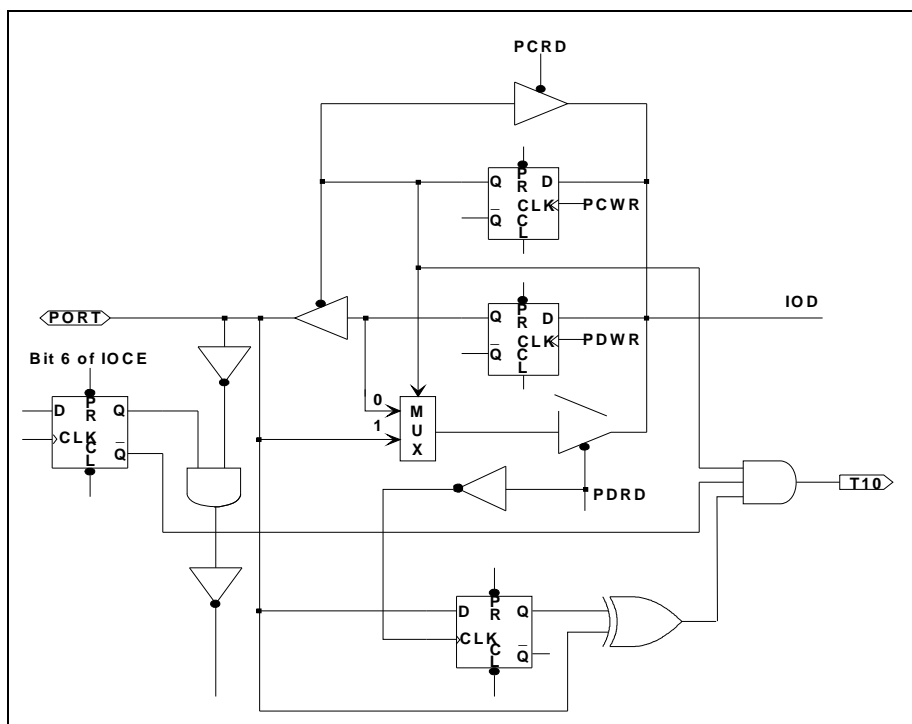 PCRD
Q
PR
D
Q
CLK
CL
PCWR
IOD
PORT
Q
PR
D
Q
CLK
CL
PDWR
Bit 6 of IOCE
D
PR
Q
CLK
CL
Q
0
1
MUX
PDRD
T10
D
PR
Q
CLK
CL
Q